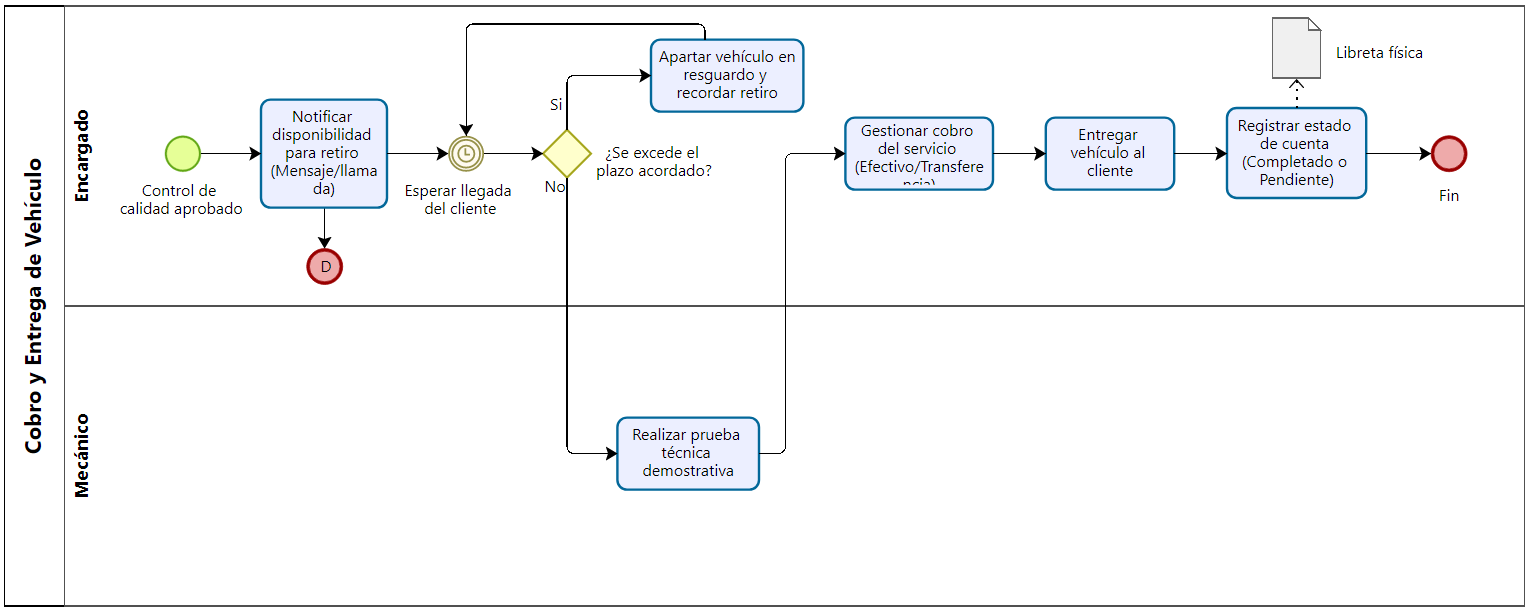 Cobro y Entrega de Vehículo
Encargado
Control de
calidad aprobado
Notificar
disponibilidad
para retiro
(Mensaje/llama
da)
D
Esperar llegada
del cliente
Si
No
¿Se excede el
plazo acordado?
Apartar vehículo en
resguardo y
recordar retiro
Gestionar cobro
del servicio
(Efectivo/Transfere
ncia)
Entregar
vehículo al
cliente
Registrar estado
de cuenta
(Completado o
Pendiente)
Libreta física
Fin
Mecánico
Realizar prueba
técnica
demostrativa